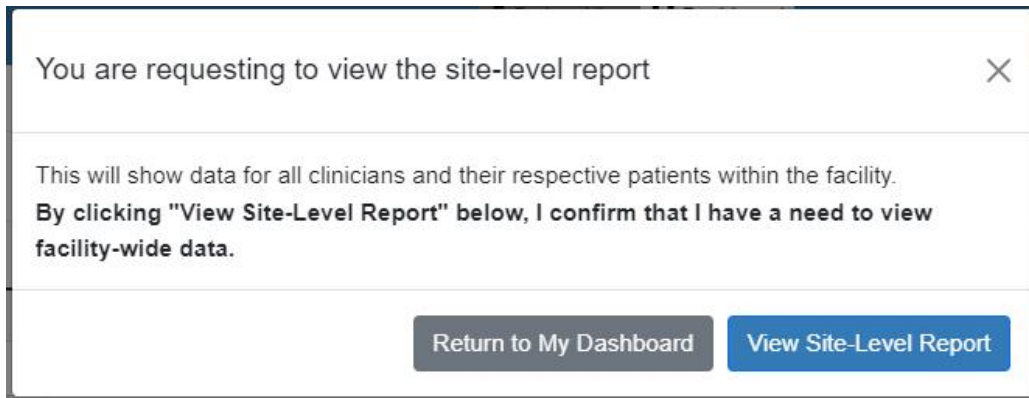 You are requesting to view the site-level report
This will show data for all clinicians and their respective patients within the facility.
By clicking "View Site-Level Report" below, I confirm that I have a need to view
facility-wide data.
Return to My Dashboard
View Site-Level Report